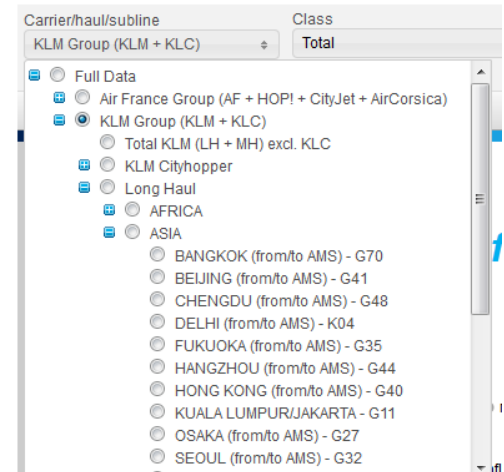 Carrier/haul/subline Class
KLM Group (KLM + KLC) Total
Full Data
Air France Group (AF + HOP! + CityJet + AirCorsica)
KLM Group (KLM + KLC)
Total KLM (LH + MH) excl. KLC
KLM Cityhopper
Long Haul
AFRICA
ASIA
BANGKOK (from/to AMS) - G70
BEIJING (from/to AMS) - G41
CHENGDU (from/to AMS) - G48
DELHI (from/to AMS) - K04
FUKUOKA (from/to AMS) - G35
HANGZHOU (from/to AMS) - G44
HONG KONG (from/to AMS) - G40
KUALA LUMPUR/JAKARTA - G11
OSAKA (from/to AMS) - G27
SEOUL (from/to AMS) - G32